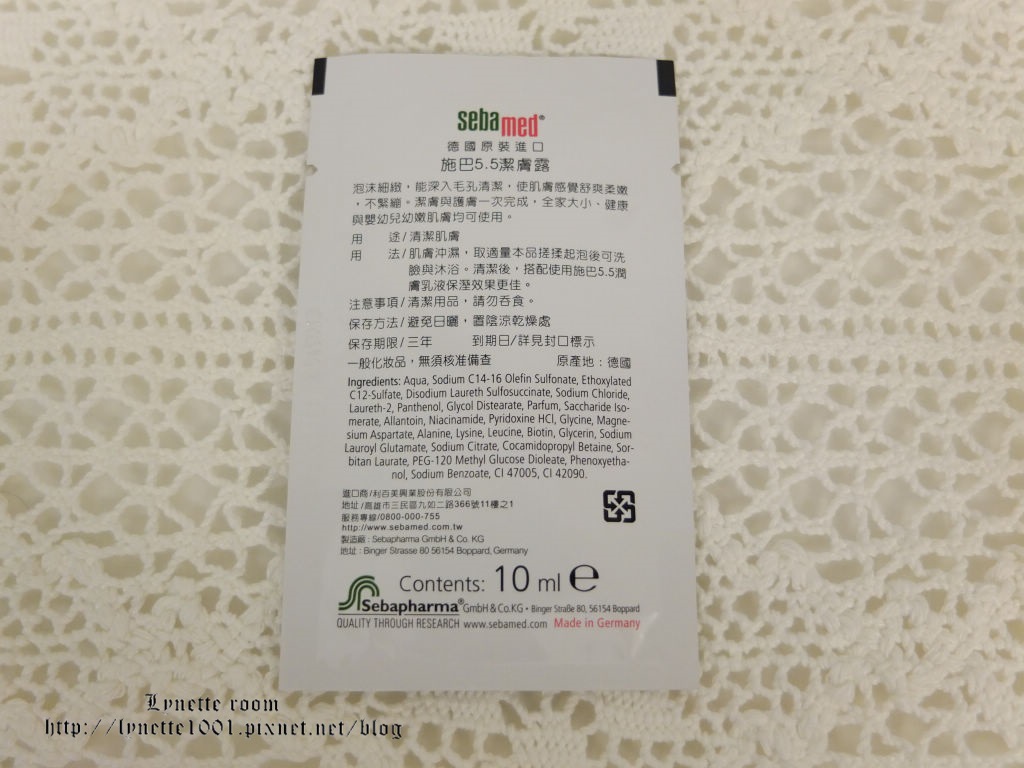 sebamed®
德國原裝進口
施巴5.5潔膚露
泡沫細緻，能深入毛孔清潔，使肌膚感覺舒爽柔嫩
，不緊繃。潔膚與護膚一次完成，全家大小、健康
與嬰幼兒幼嫩肌膚均可使用。
用 途/清潔肌膚
用 法/肌膚沖濕，取適量本品搓揉起泡後可洗
臉與沐浴。清潔後，搭配使用施巴5.5潤
膚乳液保溼效果更佳。
注意事項/清潔用品，請勿吞食。
保存方法/避免日曬，置陰涼乾燥處
保存期限/三年 到期日/詳見封口標示
一般化妝品，無須核准備查 原產地：德國
Ingredients: Aqua, Sodium C14-16 Olefin Sulfonate, Ethoxylated
C12-Sulfate, Disodium Laureth Sulfosuccinate, Sodium Chloride,
Laureth-2, Panthenol, Glycol Distearate, Parfum, Saccharide Iso-
merate, Allantoin, Niacinamide, Pyridoxine HCl, Glycine, Magne-
sium Aspartate, Alanine, Lysine, Leucine, Biotin, Glycerin, Sodium
Lauroyl Glutamate, Sodium Citrate, Cocamidopropyl Betaine, Sor-
bitan Laurate, PEG-120 Methyl Glucose Dioleate, Phenoxyetha-
nol, Sodium Benzoate, CI 47005, CI 42090.
進口商/利百美興業股份有限公司
地址/高雄市三民區九如二路366號11樓之1
服務專線/0800-000-755
http://www.sebamed.com.tw
製造廠：Sebapharma GmbH & Co. KG
地址：Binger Strasse 80 56154 Boppard, Germany
Contents: 10 ml ℮
Sebapharma® GmbH & Co.KG • Binger Straße 80, 56154 Boppard
QUALITY THROUGH RESEARCH www.sebamed.com Made in Germany
Lynette room
http://lynette1001.pixnet.net/blog